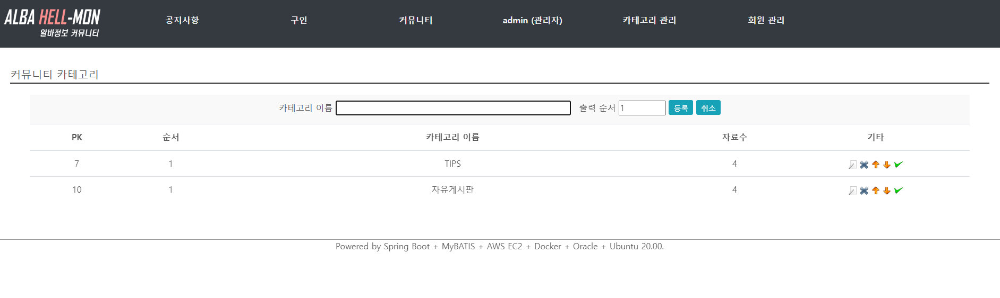 ALBA HELL-MON
알바정보 커뮤니티
공지사항 구인 커뮤니티 admin (관리자) 카테고리 관리 회원 관리
커뮤니티 카테고리
카테고리 이름 출력 순서 1 등록 취소
PK 순서 카테고리 이름 자료수 기타
7 1 TIPS 4
10 1 자유게시판 4
Powered by Spring Boot + MyBATIS + AWS EC2 + Docker + Oracle + Ubuntu 20.00.